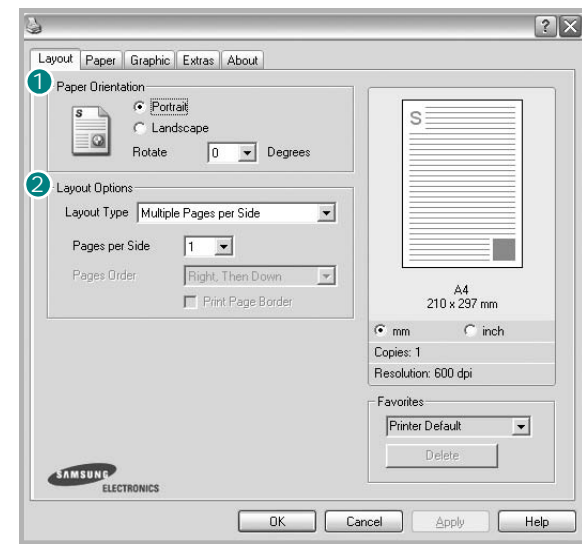 ?
Layout Paper Graphic Extras About
1
Paper Orientation
S
Portrait
Landscape
Rotate 0 Degrees
2
Layout Options
Layout Type Multiple Pages per Side
Pages per Side 1
Pages Order Right, Then Down
Print Page Border
S
A4
210 x 297 mm
mm inch
Copies: 1
Resolution: 600 dpi
Favorites
Printer Default
Delete
SAMSUNG
ELECTRONICS
OK Cancel Apply Help